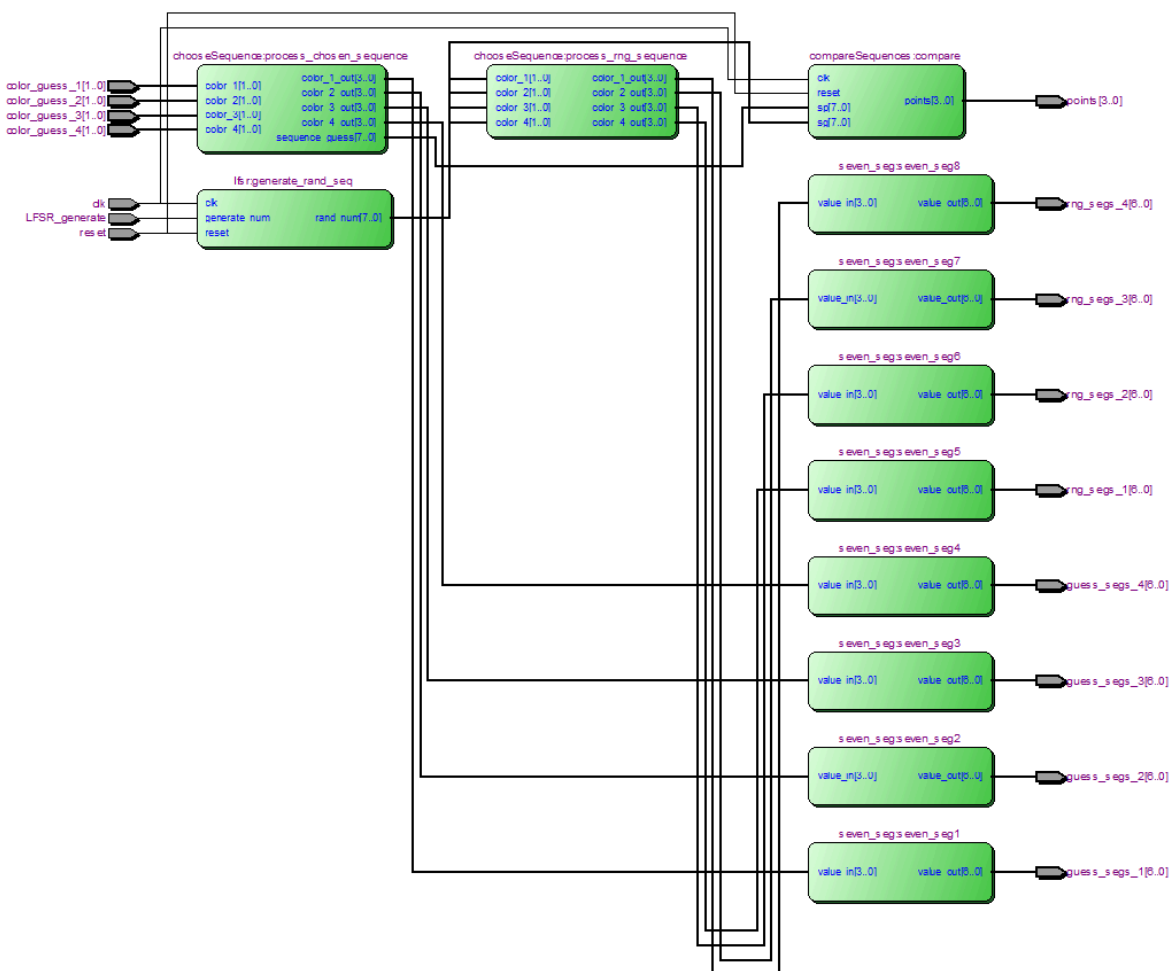 chooseSequence:process_chosen_sequence
color_guess_1[1..0]
color_guess_2[1..0]
color_guess_3[1..0]
color_guess_4[1..0]
color_1[1..0]
color_2[1..0]
color_3[1..0]
color_4[1..0]
color_1_out[3..0]
color_2_out[3..0]
color_3_out[3..0]
color_4_out[3..0]
sequence_guess[7..0]
chooseSequence:process_rng_sequence
color_1[1..0]
color_2[1..0]
color_3[1..0]
color_4[1..0]
color_1_out[3..0]
color_2_out[3..0]
color_3_out[3..0]
color_4_out[3..0]
compareSequences:compare
clk
reset
sp[7..0]
sg[7..0]
points[3..0]
points[3..0]
lfsr:generate_rand_seq
clk
LFSR_generate
reset
clk
generate_num
reset
rand_num[7..0]
seven_seg:seven_seg8
value_in[3..0]
value_out[6..0]
rng_segs_4[6..0]
seven_seg:seven_seg7
value_in[3..0]
value_out[6..0]
rng_segs_3[6..0]
seven_seg:seven_seg6
value_in[3..0]
value_out[6..0]
rng_segs_2[6..0]
seven_seg:seven_seg5
value_in[3..0]
value_out[6..0]
rng_segs_1[6..0]
seven_seg:seven_seg4
value_in[3..0]
value_out[6..0]
guess_segs_4[6..0]
seven_seg:seven_seg3
value_in[3..0]
value_out[6..0]
guess_segs_3[6..0]
seven_seg:seven_seg2
value_in[3..0]
value_out[6..0]
guess_segs_2[6..0]
seven_seg:seven_seg1
value_in[3..0]
value_out[6..0]
guess_segs_1[6..0]